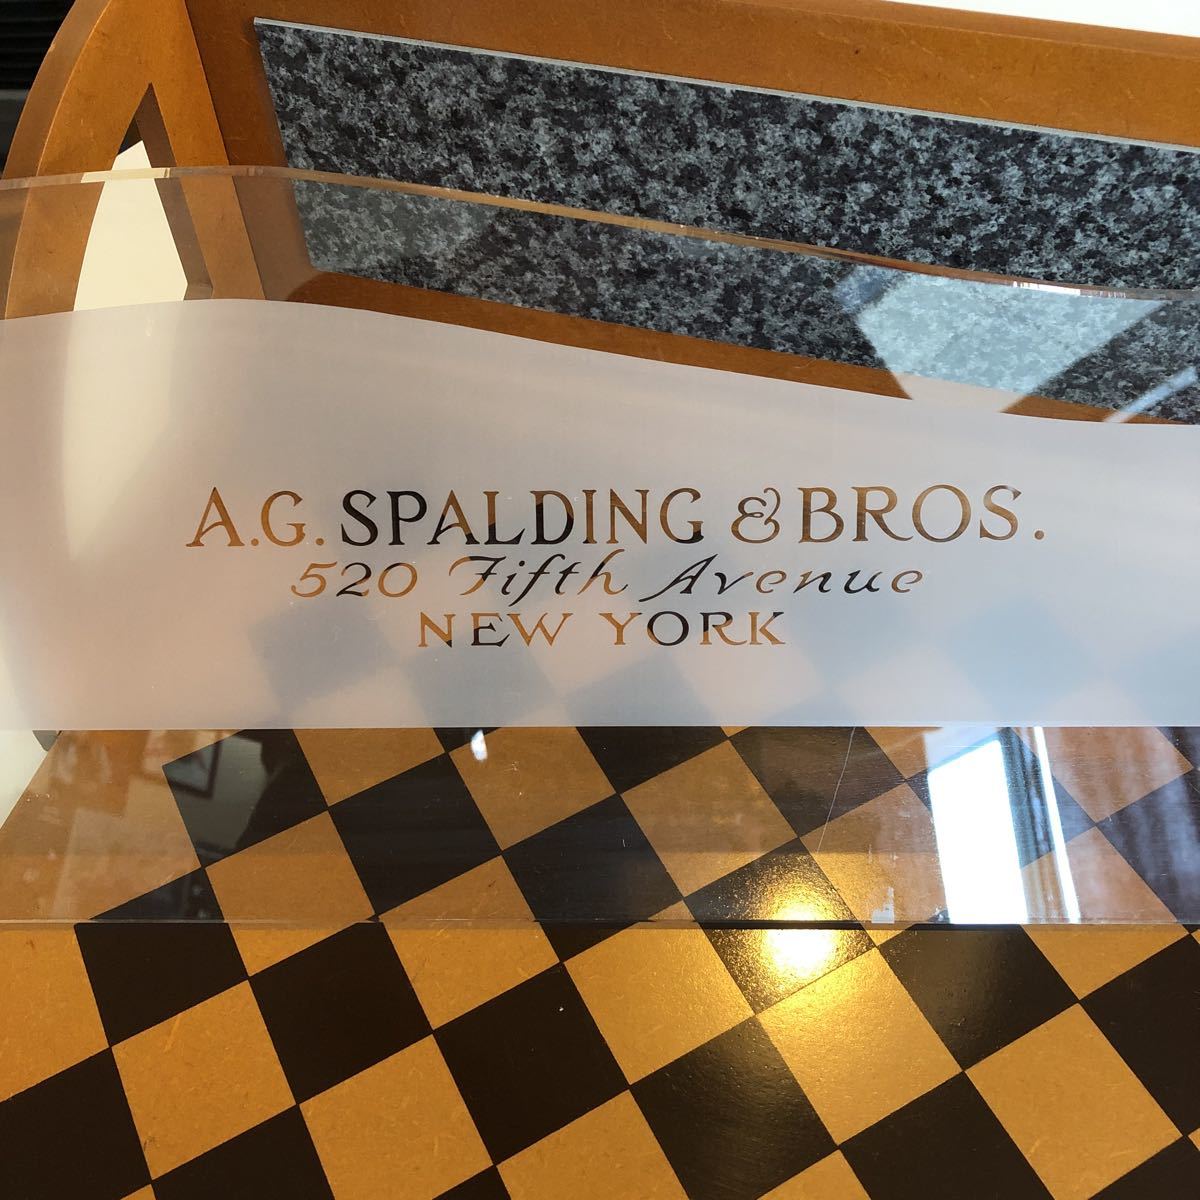 A.G. SPALDING & BROS.
520 Fifth Avenue
NEW YORK